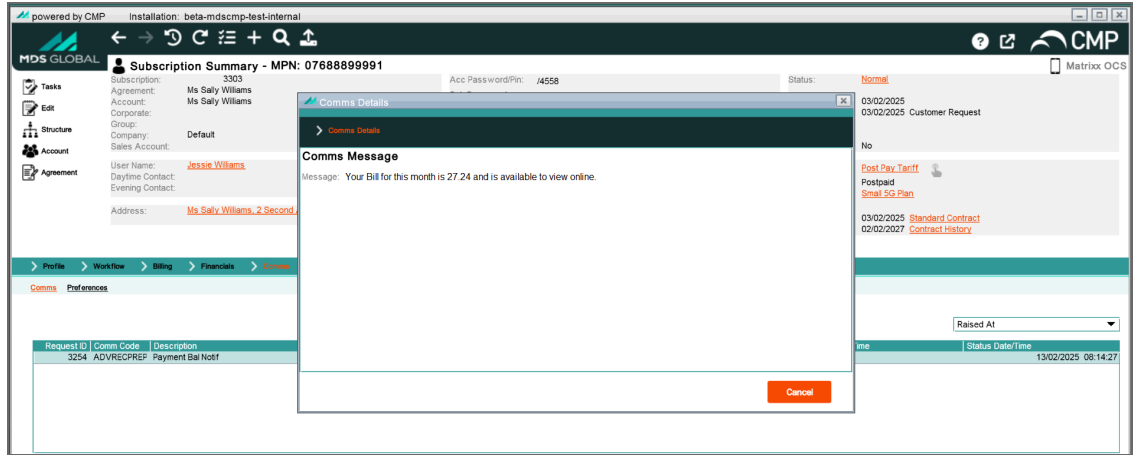 powered by CMP Installation: beta-mdscmp-test-internal
MDS GLOBAL
CMP
Subscription Summary - MPN: 07688899991
Matrixx OCS
Tasks
Edit
Structure
Account
Agreement
Subscription: 3303
Agreement: Ms Sally Williams
Account: Ms Sally Williams
Corporate:
Group:
Company: Default
Sales Account:
Acc Password/Pin: /4558
Status: Normal
03/02/2025
03/02/2025 Customer Request
No
User Name: Jessie Williams
Daytime Contact:
Evening Contact:
Address: Ms Sally Williams, 2 Second
Post Pay Tariff
Postpaid
Small 5G Plan
03/02/2025 Standard Contract
02/02/2027 Contract History
Comms Details
Comms Details
Comms Message
Message: Your Bill for this month is 27.24 and is available to view online.
Cancel
Profile Workflow Billing Financials Comms
Comms Preferences
Raised At
Request ID Comm Code Description Status Date/Time
3254 ADVRECPREP Payment Bal Notif 13/02/2025 08:14:27